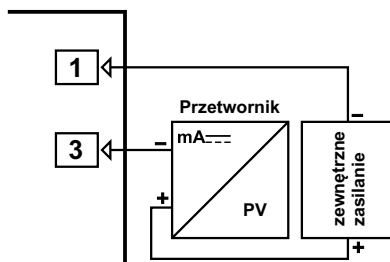 1
Przetwornik
3
mA
PV
zewnętrzne
zasilanie
–
–
+
+